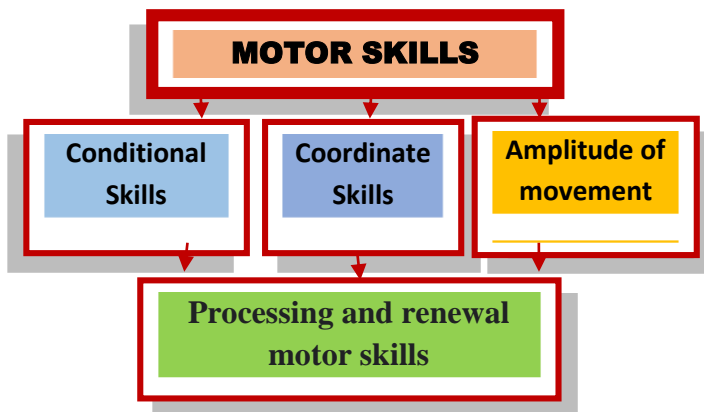 MOTOR SKILLS
Conditional
Skills
Coordinate
Skills
Amplitude of
movement
Processing and renewal
motor skills